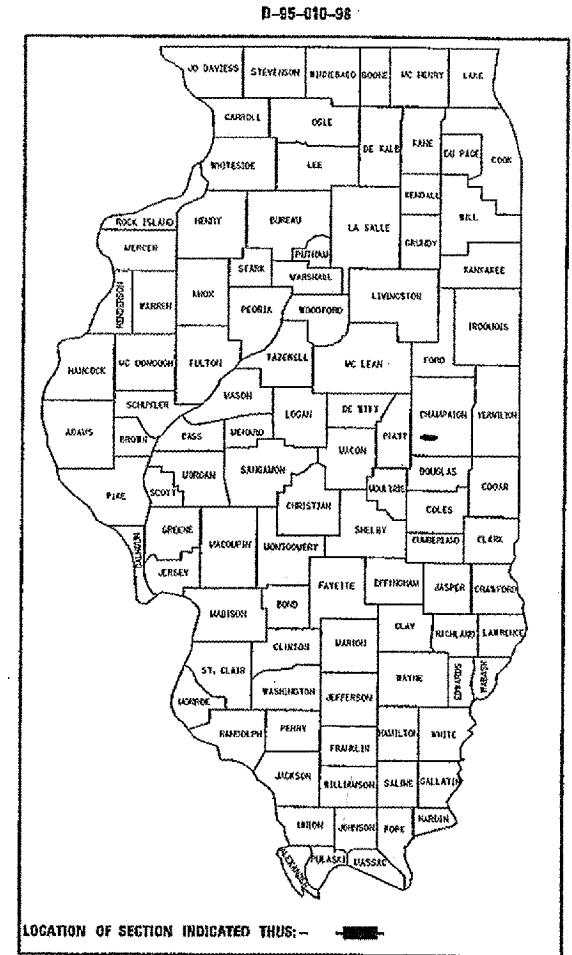 D-95-010-98
JO DAVIESS STEVENSON WINNEBAGO BOONE MC HENRY LAKE
CARROLL OGLE
DE KALB KANE DU PAGE COOK
WHITESIDE LEE
KENDALL
ROCK ISLAND HENRY BUREAU LA SALLE WILL
MERCER GRUNDY
PUTNAM
STARK MARSHALL KANKAKEE
HENDERSON WARREN KNOX LIVINGSTON
PEORIA WOODFORD IROQUOIS
HANCOCK MC DONOUGH FULTON TAZEWELL MC LEAN FORD
MASON
SCHUYLER LOGAN DE WITT CHAMPAIGN VERMILION
ADAMS BROWN CASS MENARD PIATT
MACON
SANGAMON DOUGLAS
PIKE MORGAN MOULTRIE EDGAR
SCOTT CHRISTIAN COLES
GREENE SHELBY
CALHOUN MACOUPIN MONTGOMERY CUMBERLAND CLARK
JERSEY FAYETTE EFFINGHAM JASPER CRAWFORD
MADISON BOND
CLAY RICHLAND LAWRENCE
CLINTON MARION
ST. CLAIR WAYNE EDWARDS WABASH
WASHINGTON JEFFERSON
MONROE
RANDOLPH PERRY HAMILTON WHITE
FRANKLIN
JACKSON WILLIAMSON SALINE GALLATIN
UNION JOHNSON POPE HARDIN
ALEXANDER PULASKI MASSAC
LOCATION OF SECTION INDICATED THUS:-